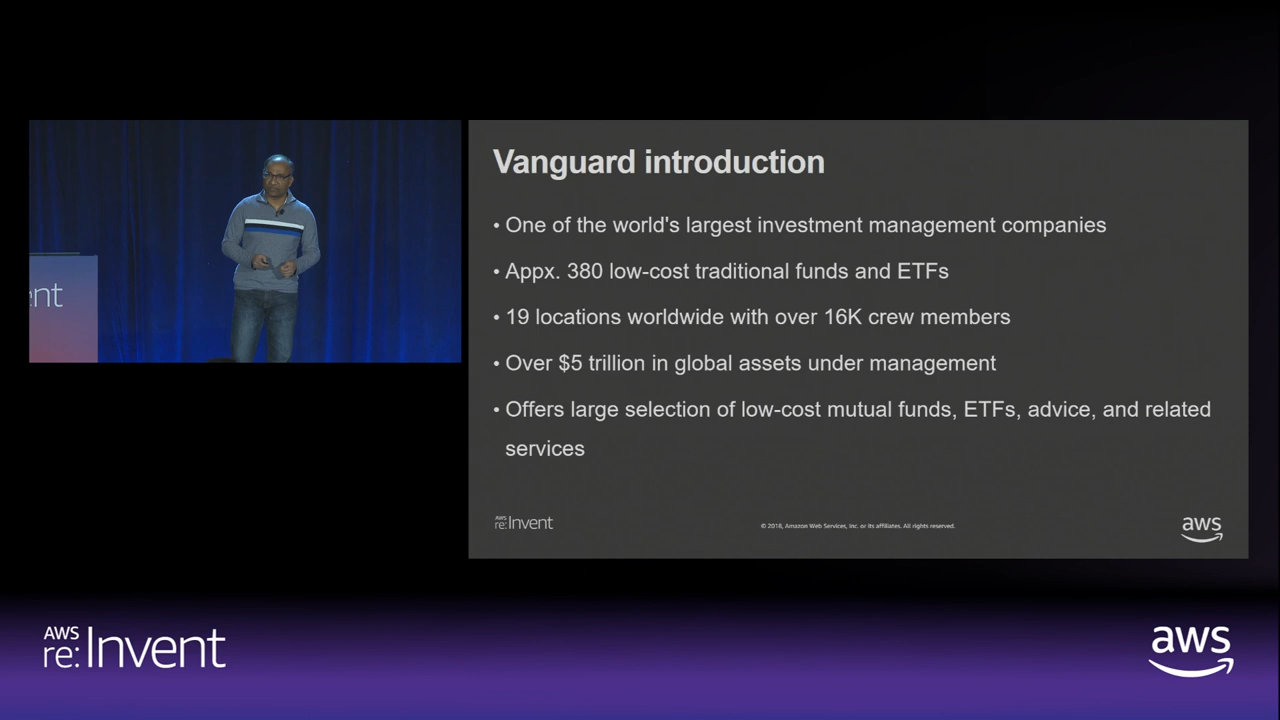 ent
Vanguard introduction
• One of the world's largest investment management companies
• Appx. 380 low-cost traditional funds and ETFs
• 19 locations worldwide with over 16K crew members
• Over $5 trillion in global assets under management
• Offers large selection of low-cost mutual funds, ETFs, advice, and related
services
AWS
re:Invent
© 2018, Amazon Web Services, Inc. or its affiliates. All rights reserved.
aws
AWS
re:Invent
aws